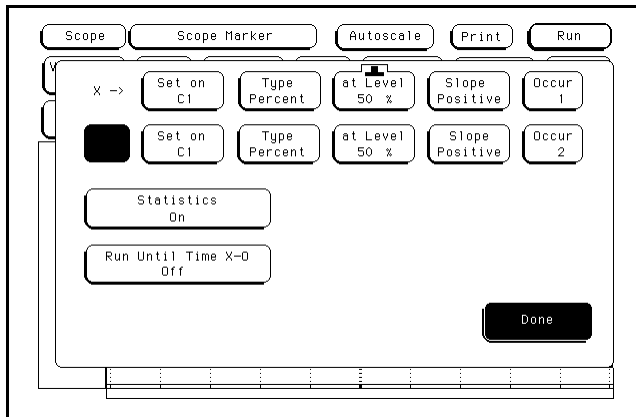 Scope Scope Marker Autoscale Print Run
X -> Set on Type at Level Slope Occur
C1 Percent 50 % Positive 1
Set on Type at Level Slope Occur
C1 Percent 50 % Positive 2
Statistics
On
Run Until Time X-O
Off
Done